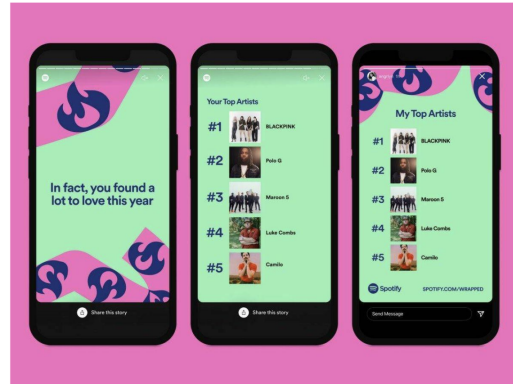 In fact, you found a
lot to love this year
Share this story
Your Top Artists
#1 BLACKPINK
#2 Polo G
#3 Maroon 5
#4 Luke Combs
#5 Camilo
Share this story
My Top Artists
#1 BLACKPINK
#2 Polo G
#3 Maroon 5
#4 Luke Combs
#5 Camilo
Spotify SPOTIFY.COM/WRAPPED
Send Message